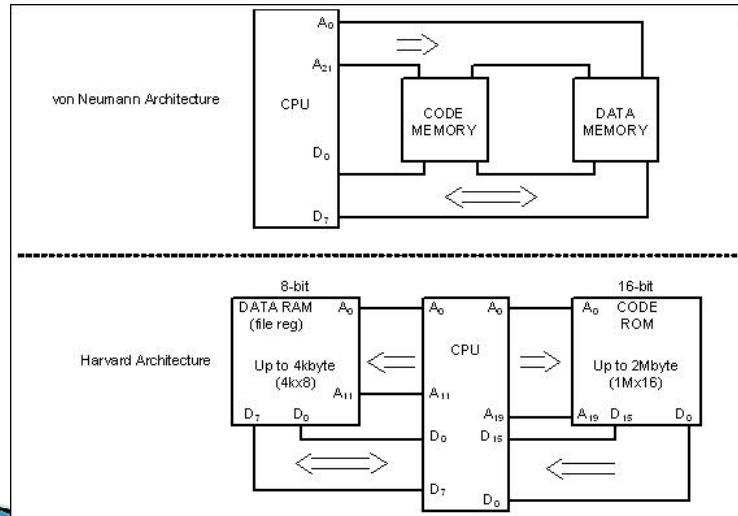 von Neumann Architecture
CPU
A0
A21
D0
D7
CODE
MEMORY
DATA
MEMORY
Harvard Architecture
8-bit
DATA RAM
(file reg)
Up to 4kbyte
(4kx8)
A0
A11
D7 D0
CPU
A0 A0
A11
A19
D0 D15
D7
D0
16-bit
CODE
ROM
A0
Up to 2Mbyte
(1Mx16)
A19 D15 D0